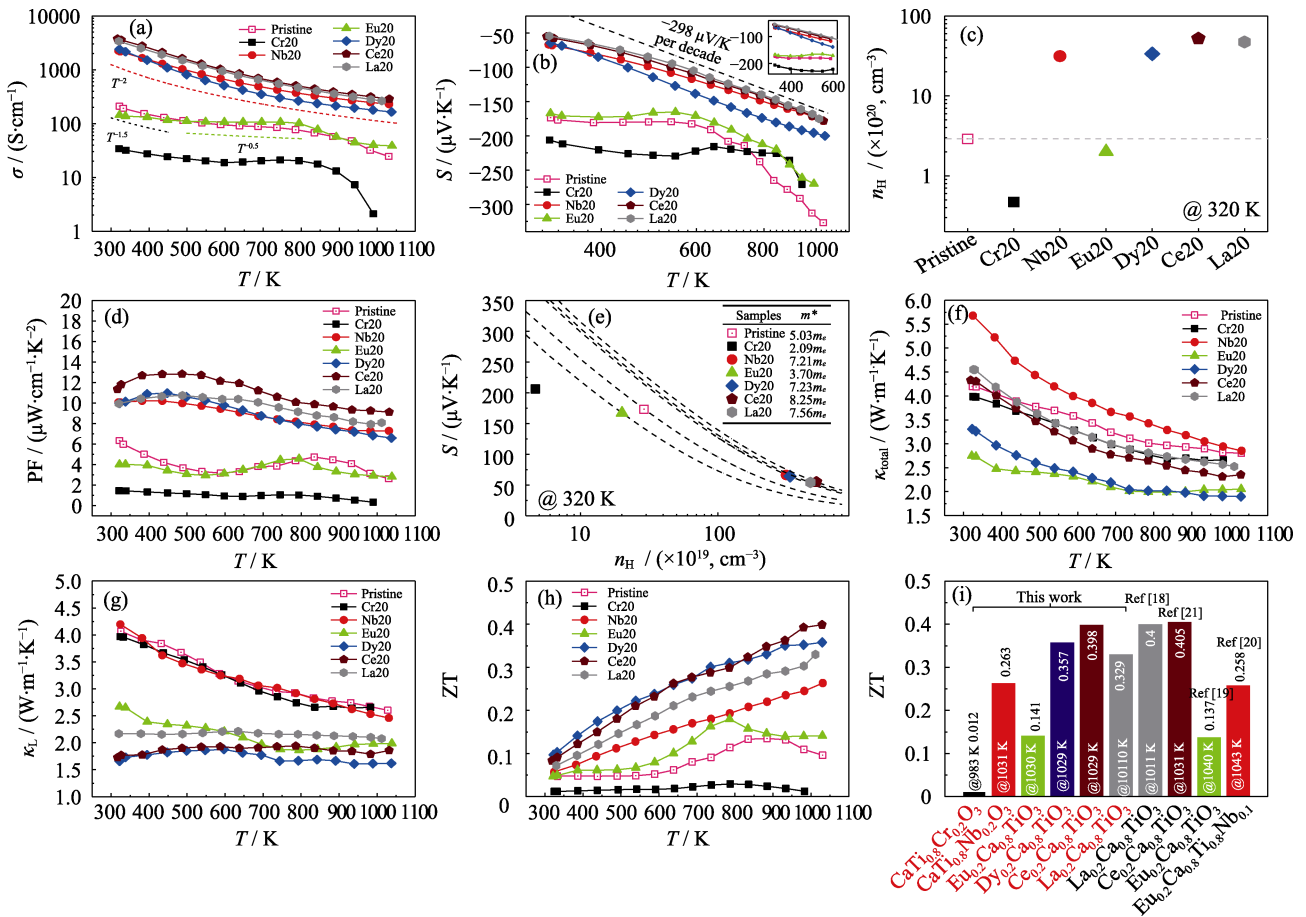 (a)
σ / (S·cm⁻¹)
10000
1000
100
10
1
Pristine
Cr20
Nb20
Eu20
Dy20
Ce20
La20
T⁻²
T⁻¹·⁵
T⁻⁰·⁵
300 400 500 600 700 800 900 1000 1100
T / K
(b)
S / (μV·K⁻¹)
−50
−100
−150
−200
−250
−300
−298 μV/K
per decade
−100
−200
400 600
Pristine
Cr20
Nb20
Eu20
Dy20
Ce20
La20
400 600 800 1000
T / K
(c)
n_H / (×10²⁰, cm⁻³)
100
10
1
@ 320 K
Pristine
Cr20
Nb20
Eu20
Dy20
Ce20
La20
(d)
PF / (μW·cm⁻¹·K⁻²)
20
18
16
14
12
10
8
6
4
2
0
Pristine
Cr20
Nb20
Eu20
Dy20
Ce20
La20
300 400 500 600 700 800 900 1000 1100
T / K
(e)
S / (μV·K⁻¹)
350
300
250
200
150
100
50
0
Samples m*
Pristine 5.03mₑ
Cr20 2.09mₑ
Nb20 7.21mₑ
Eu20 3.70mₑ
Dy20 7.23mₑ
Ce20 8.25mₑ
La20 7.56mₑ
@ 320 K
10 100
n_H / (×10¹⁹, cm⁻³)
(f)
κ_total / (W·m⁻¹·K⁻¹)
6.0
5.5
5.0
4.5
4.0
3.5
3.0
2.5
2.0
1.5
Pristine
Cr20
Nb20
Eu20
Dy20
Ce20
La20
300 400 500 600 700 800 900 1000 1100
T / K
(g)
κ_L / (W·m⁻¹·K⁻¹)
5.0
4.5
4.0
3.5
3.0
2.5
2.0
1.5
1.0
Pristine
Cr20
Nb20
Eu20
Dy20
Ce20
La20
300 400 500 600 700 800 900 1000 1100
T / K
(h)
ZT
0.5
0.4
0.3
0.2
0.1
0
Pristine
Cr20
Nb20
Eu20
Dy20
Ce20
La20
300 400 500 600 700 800 900 1000 1100
T / K
(i)
ZT
0.5
0.4
0.3
0.2
0.1
0
This work
Ref [18]
Ref [21]
Ref [19]
Ref [20]
@983 K 0.012
@1031 K 0.263
@1030 K 0.141
@1029 K 0.357
@1029 K 0.398
@10110 K 0.329
@1011 K 0.4
@1031 K 0.405
@1040 K 0.137
@1043 K 0.258
CaTi₀.₈Cr₀.₂O₃
CaTi₀.₈Nb₀.₂O₃
Eu₀.₂Ca₀.₈TiO₃
Dy₀.₂Ca₀.₈TiO₃
Ce₀.₂Ca₀.₈TiO₃
La₀.₂Ca₀.₈TiO₃
La₀.₂Ca₀.₈TiO₃
Ce₀.₂Ca₀.₈TiO₃
Eu₀.₂Ca₀.₈TiO₃
Eu₀.₂Ca₀.₈Ti₀.₈Nb₀.₁